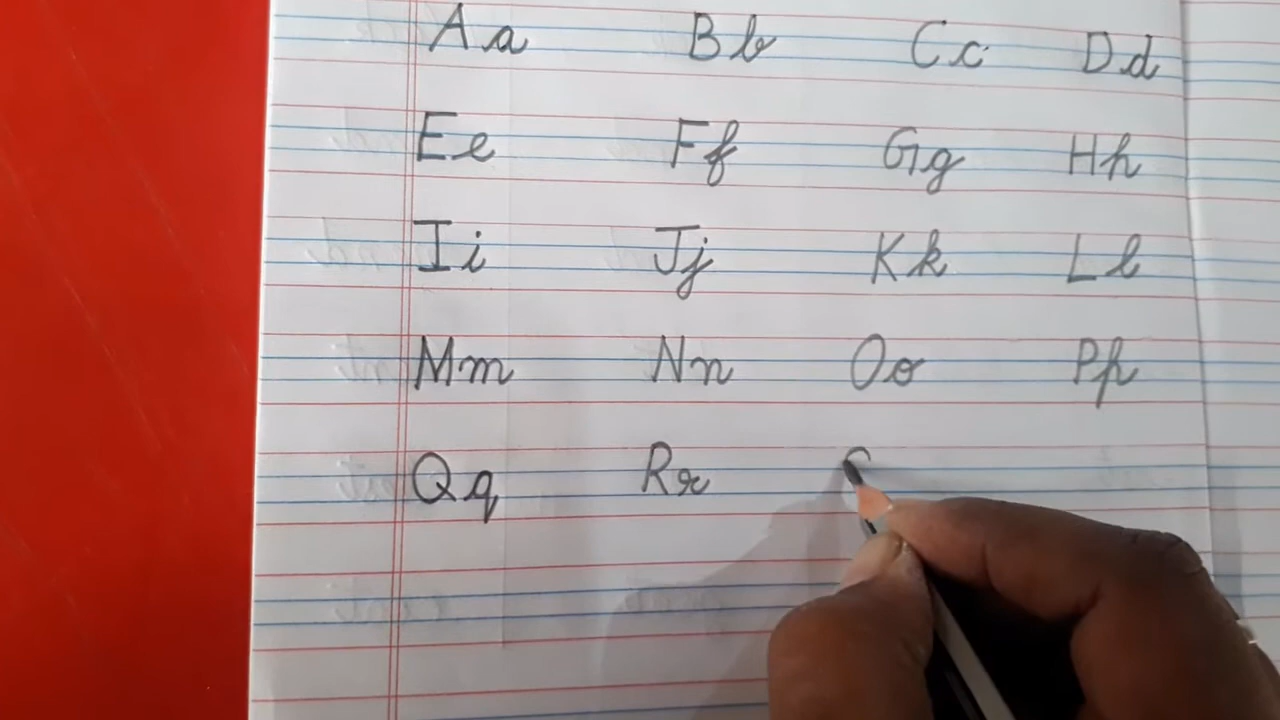 Aa Bb Cc Dd
Ee Ff Gg Hh
Ii Jj Kk Ll
Mm Nn Oo Pp
Qq Rr